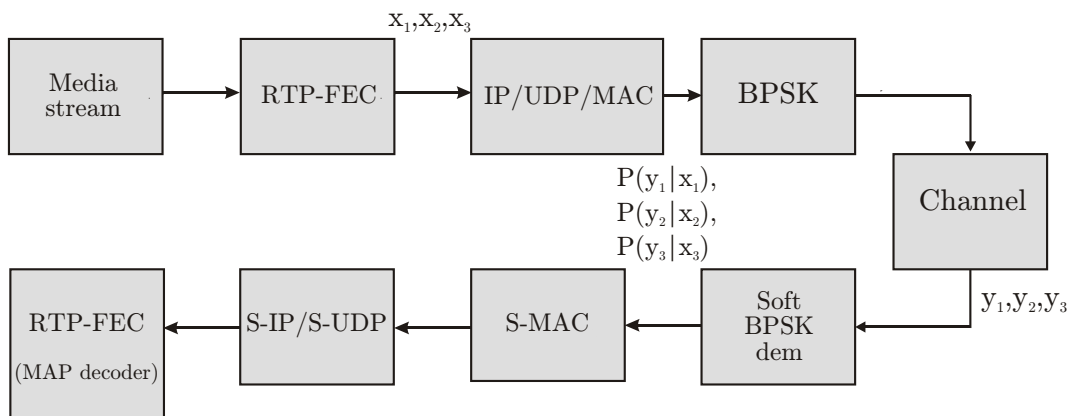 x₁,x₂,x₃
Media
stream
RTP-FEC
IP/UDP/MAC
BPSK
Channel
P(y₁|x₁),
P(y₂|x₂),
P(y₃|x₃)
y₁,y₂,y₃
Soft
BPSK
dem
S-MAC
S-IP/S-UDP
RTP-FEC
(MAP decoder)